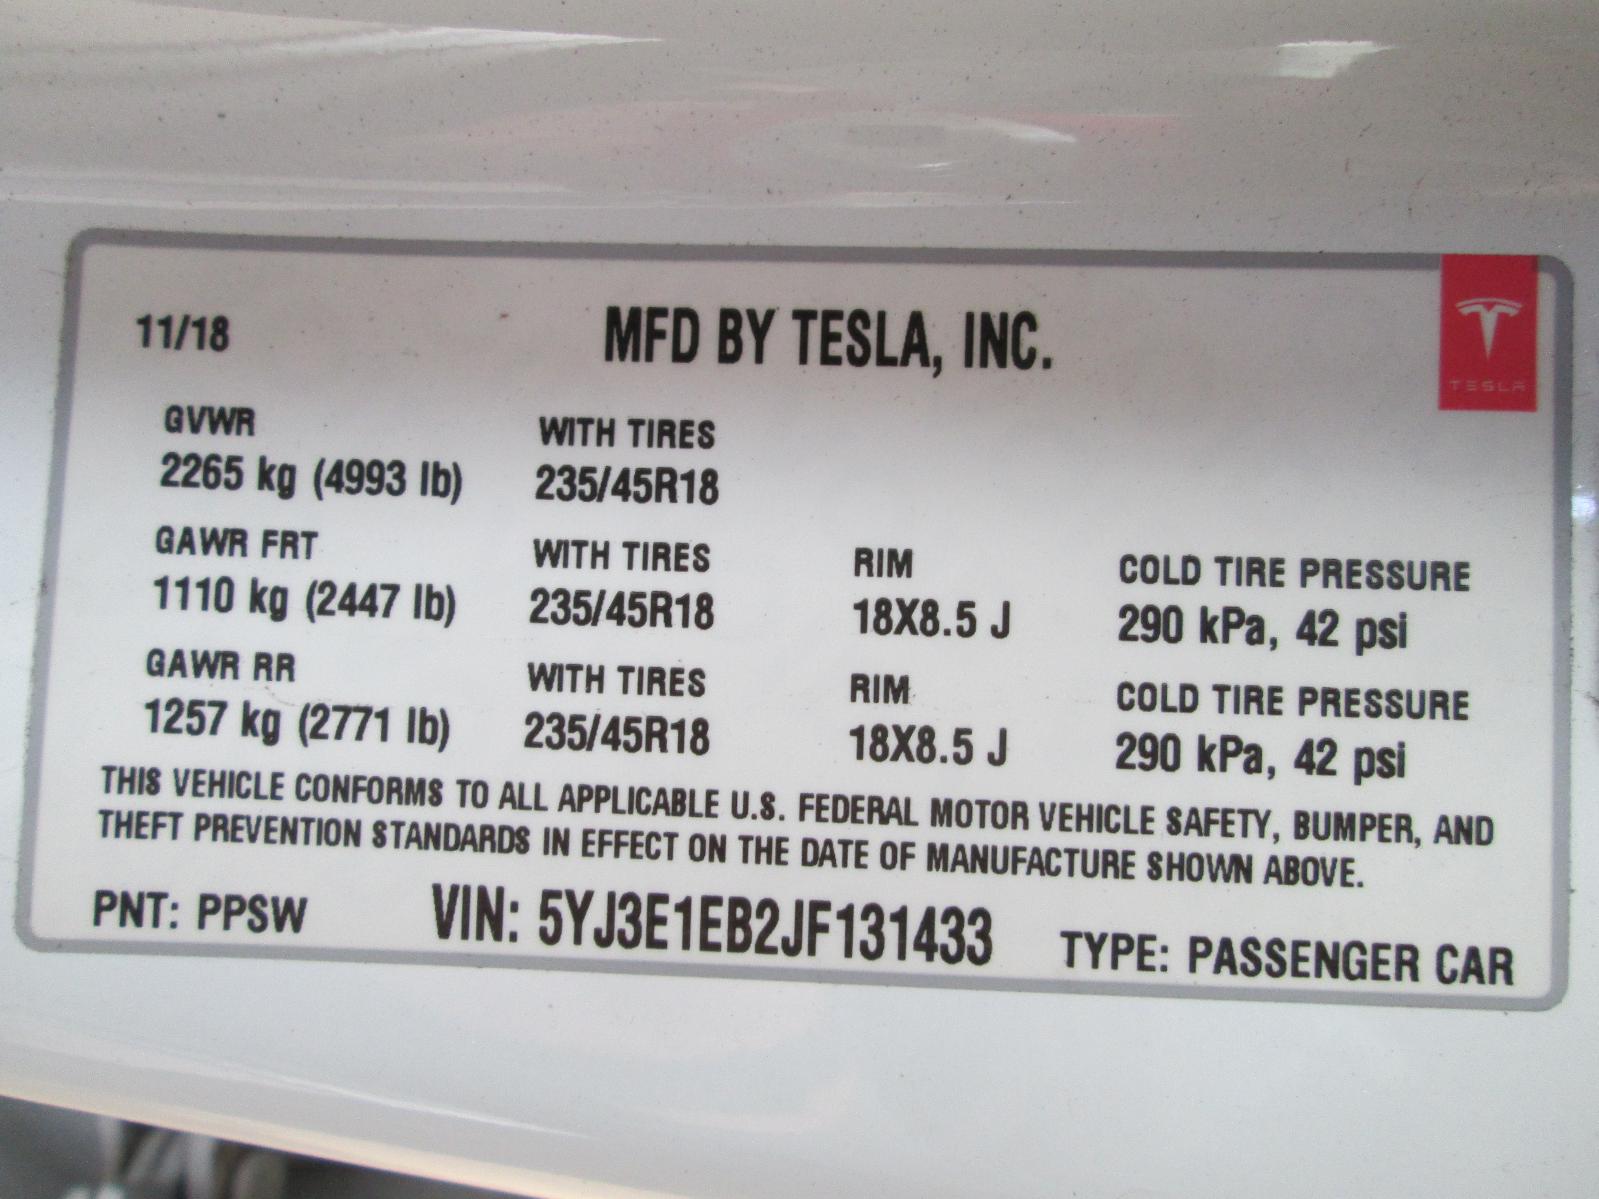 11/18 MFD BY TESLA, INC.
TESLA
GVWR WITH TIRES
2265 kg (4993 lb) 235/45R18
GAWR FRT WITH TIRES RIM COLD TIRE PRESSURE
1110 kg (2447 lb) 235/45R18 18X8.5 J 290 kPa, 42 psi
GAWR RR WITH TIRES RIM COLD TIRE PRESSURE
1257 kg (2771 lb) 235/45R18 18X8.5 J 290 kPa, 42 psi
THIS VEHICLE CONFORMS TO ALL APPLICABLE U.S. FEDERAL MOTOR VEHICLE SAFETY, BUMPER, AND
THEFT PREVENTION STANDARDS IN EFFECT ON THE DATE OF MANUFACTURE SHOWN ABOVE.
PNT: PPSW VIN: 5YJ3E1EB2JF131433 TYPE: PASSENGER CAR